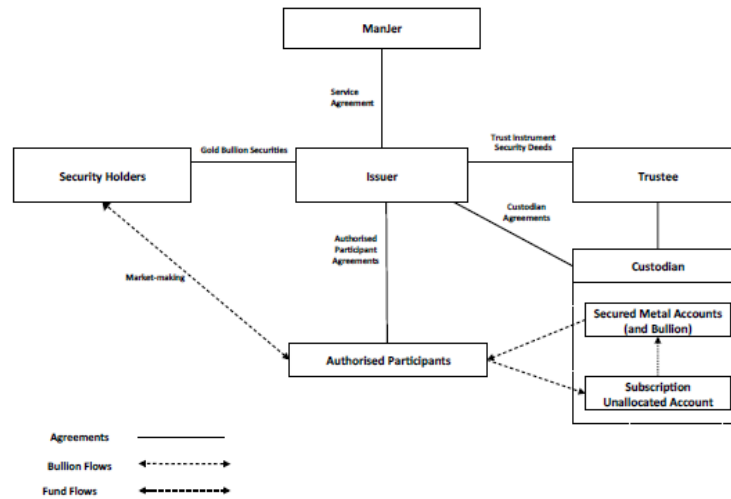 ManJer
Service
Agreement
Gold Bullion Securities
Trust Instrument
Security Deeds
Security Holders
Issuer
Trustee
Custodian
Agreements
Authorised
Participant
Agreements
Custodian
Market-making
Secured Metal Accounts
(and Bullion)
Authorised Participants
Subscription
Unallocated Account
Agreements
Bullion Flows
Fund Flows